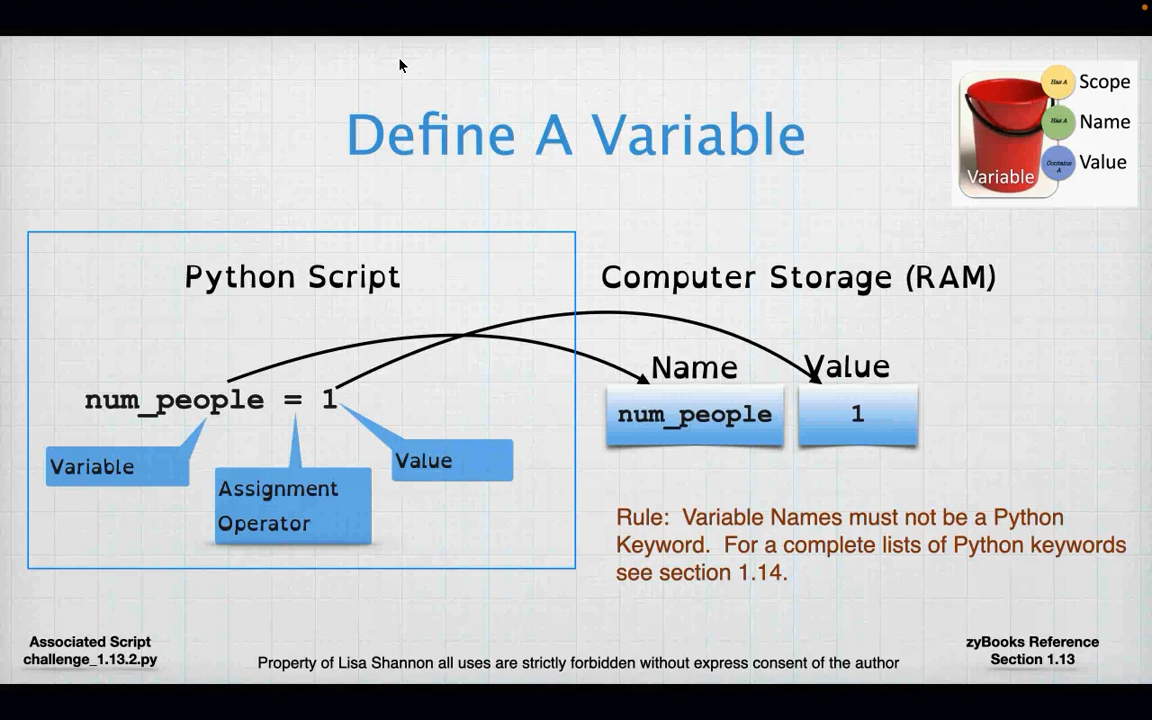 Define A Variable
Has A
Scope
Has A
Name
Contains
A
Value
Variable
Python Script
Computer Storage (RAM)
Name
Value
num_people = 1
num_people
1
Variable
Assignment
Operator
Value
Rule:  Variable Names must not be a Python
Keyword.  For a complete lists of Python keywords
see section 1.14.
Associated Script
challenge_1.13.2.py
Property of Lisa Shannon all uses are strictly forbidden without express consent of the author
zyBooks Reference
Section 1.13